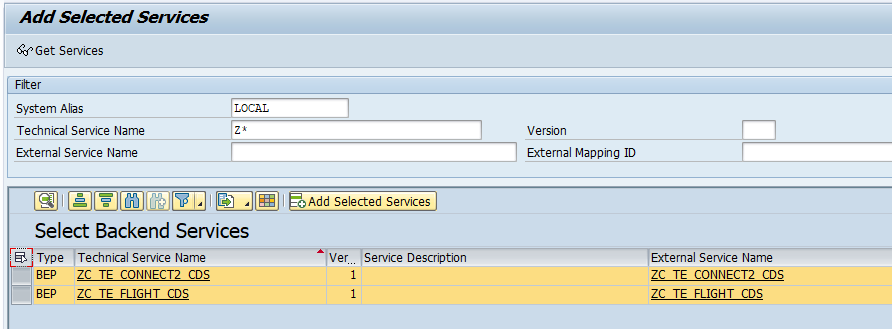 Add Selected Services
Get Services
Filter
System Alias LOCAL
Technical Service Name Z* Version
External Service Name External Mapping ID
Add Selected Services
Select Backend Services
Type Technical Service Name Ver... Service Description External Service Name
BEP ZC_TE_CONNECT2_CDS 1 ZC_TE_CONNECT2_CDS
BEP ZC_TE_FLIGHT_CDS 1 ZC_TE_FLIGHT_CDS